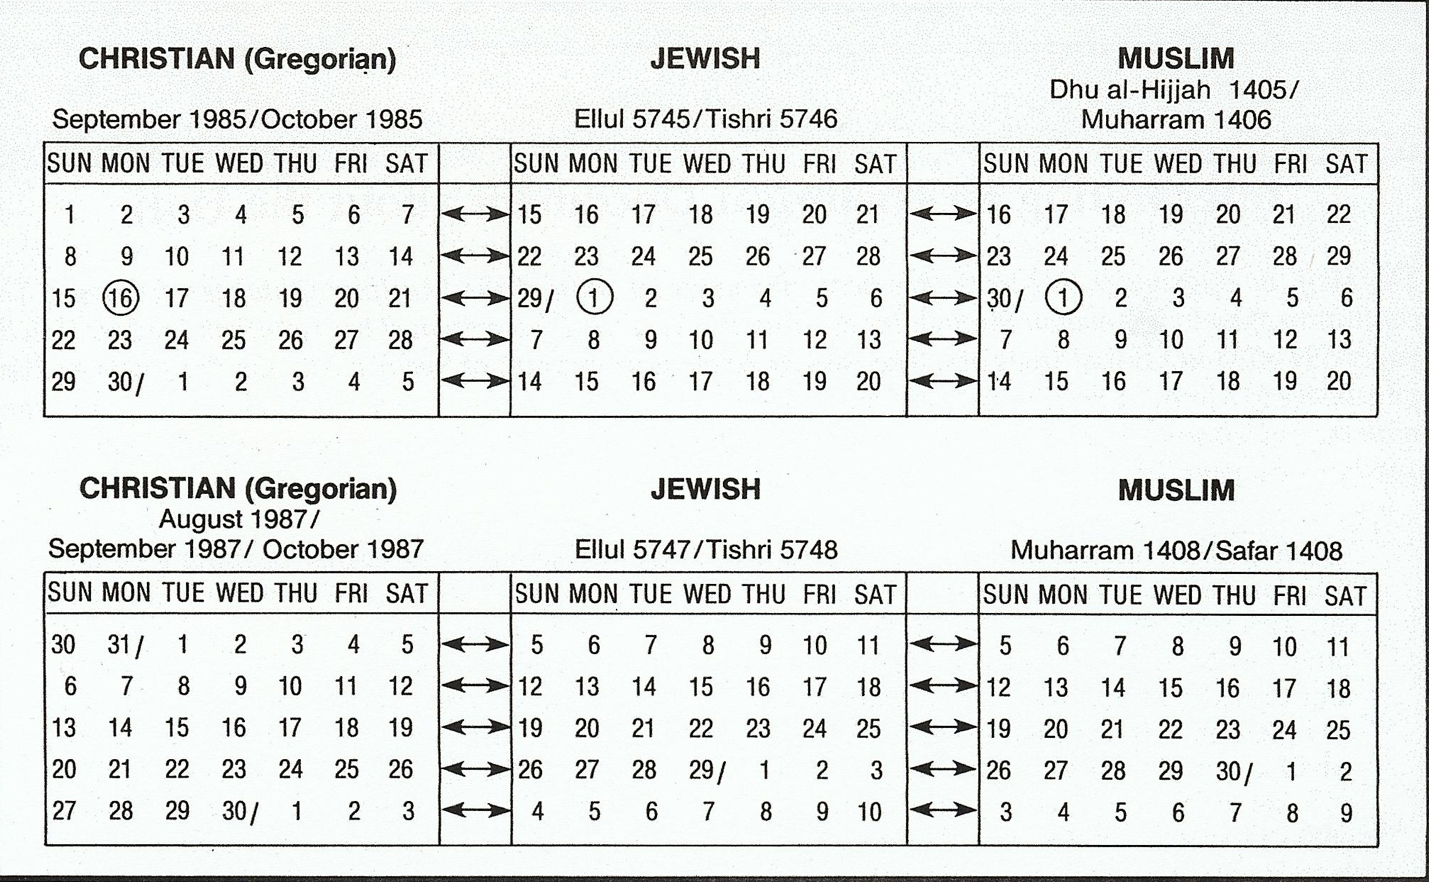 CHRISTIAN (Gregorian) JEWISH MUSLIM
Dhu al-Hijjah 1405/
September 1985/October 1985 Ellul 5745/Tishri 5746 Muharram 1406
SUN MON TUE WED THU FRI SAT SUN MON TUE WED THU FRI SAT SUN MON TUE WED THU FRI SAT
1 2 3 4 5 6 7 15 16 17 18 19 20 21 16 17 18 19 20 21 22
8 9 10 11 12 13 14 22 23 24 25 26 27 28 23 24 25 26 27 28 29
15 16 17 18 19 20 21 29/ 1 2 3 4 5 6 30/ 1 2 3 4 5 6
22 23 24 25 26 27 28 7 8 9 10 11 12 13 7 8 9 10 11 12 13
29 30/ 1 2 3 4 5 14 15 16 17 18 19 20 14 15 16 17 18 19 20
CHRISTIAN (Gregorian) JEWISH MUSLIM
August 1987/
September 1987/ October 1987 Ellul 5747/Tishri 5748 Muharram 1408/Safar 1408
SUN MON TUE WED THU FRI SAT SUN MON TUE WED THU FRI SAT SUN MON TUE WED THU FRI SAT
30 31/ 1 2 3 4 5 5 6 7 8 9 10 11 5 6 7 8 9 10 11
6 7 8 9 10 11 12 12 13 14 15 16 17 18 12 13 14 15 16 17 18
13 14 15 16 17 18 19 19 20 21 22 23 24 25 19 20 21 22 23 24 25
20 21 22 23 24 25 26 26 27 28 29/ 1 2 3 26 27 28 29 30/ 1 2
27 28 29 30/ 1 2 3 4 5 6 7 8 9 10 3 4 5 6 7 8 9